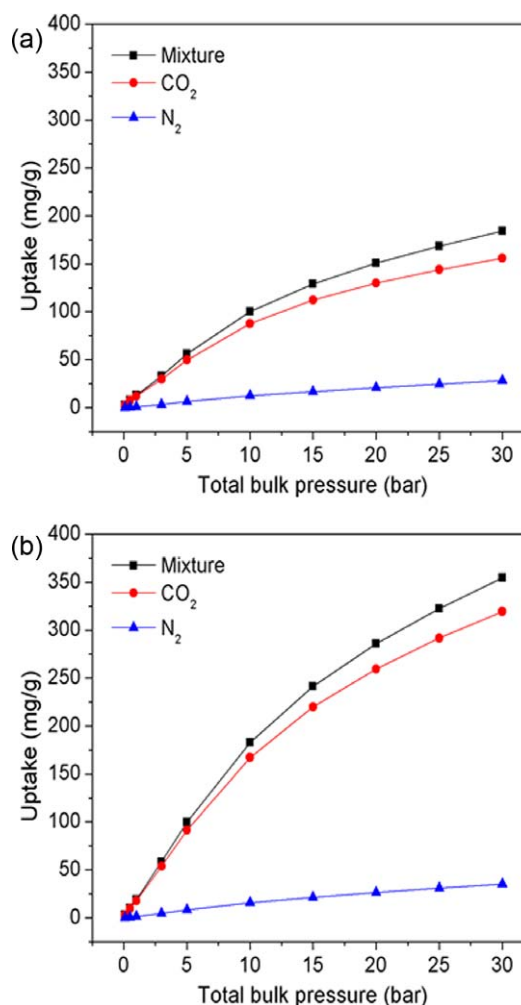 (a)
400
350
300
250
200
150
100
50
0
Uptake (mg/g)
Mixture
CO₂
N₂
0 5 10 15 20 25 30
Total bulk pressure (bar)
(b)
400
350
300
250
200
150
100
50
0
Uptake (mg/g)
Mixture
CO₂
N₂
0 5 10 15 20 25 30
Total bulk pressure (bar)